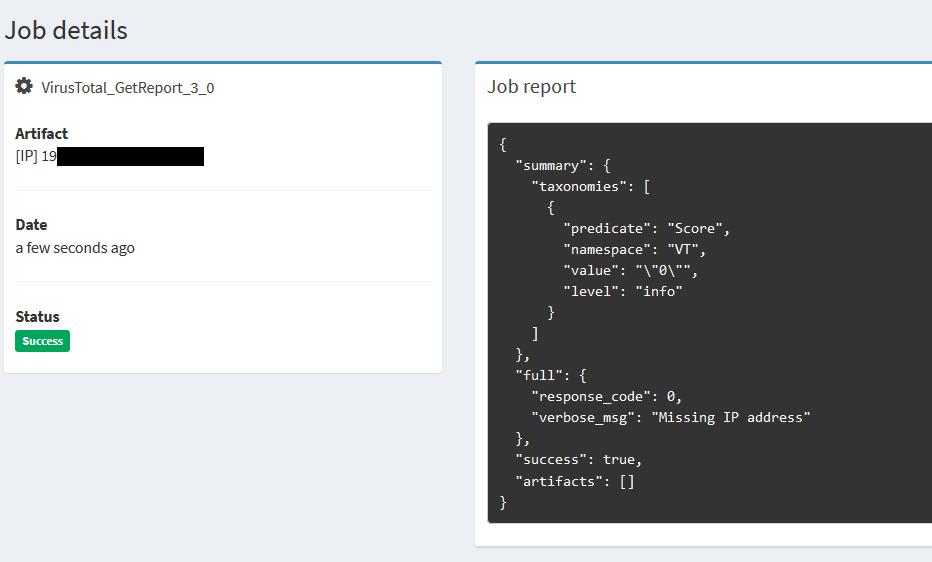 Job details
VirusTotal_GetReport_3_0
Artifact
[IP] 19
Date
a few seconds ago
Status
Success
Job report
{
"summary": {
"taxonomies": [
{
"predicate": "Score",
"namespace": "VT",
"value": "\"0\"",
"level": "info"
}
]
},
"full": {
"response_code": 0,
"verbose_msg": "Missing IP address"
},
"success": true,
"artifacts": []
}